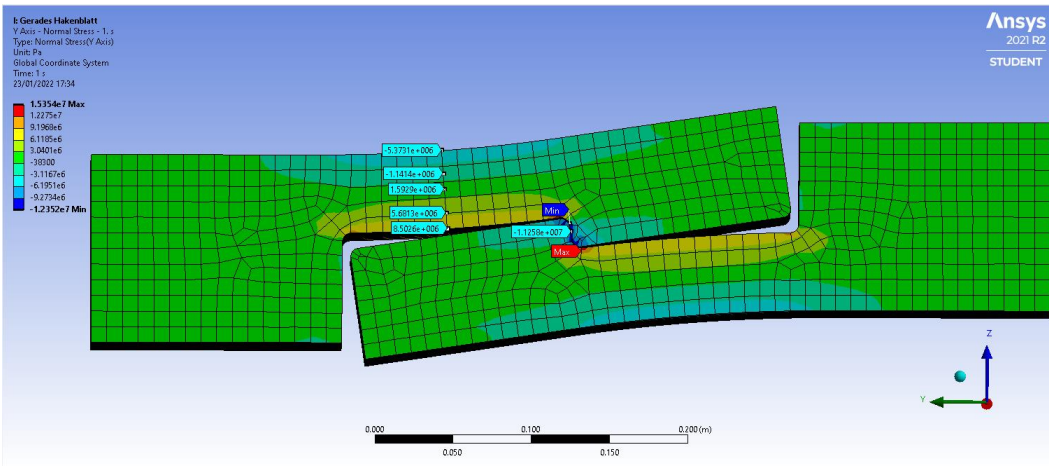 I: Gerades Hakenblatt
Y Axis - Normal Stress - 1. s
Type: Normal Stress(Y Axis)
Unit: Pa
Global Coordinate System
Time: 1 s
23/01/2022 17:34
1.5354e7 Max
1.2275e7
9.1968e6
6.1185e6
3.0401e6
-38300
-3.1167e6
-6.1951e6
-9.2734e6
-1.2352e7 Min
Ansys
2021 R2
STUDENT
-5.3731e+006
-1.1414e+006
1.5929e+006
5.6813e+006
8.5026e+006
Min
-1.1258e+007
Max
Z
Y
0.000
0.100
0.200 (m)
0.050
0.150